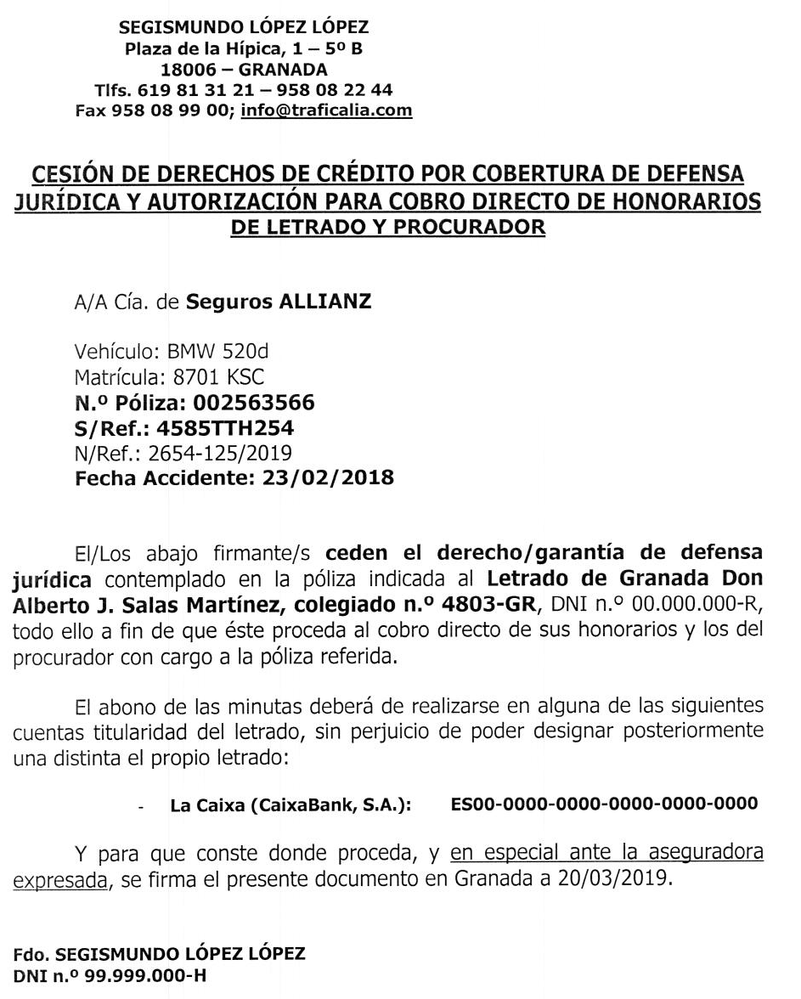 SEGISMUNDO LÓPEZ LÓPEZ
Plaza de la Hípica, 1 – 5º B
18006 – GRANADA
Tlfs. 619 81 31 21 – 958 08 22 44
Fax 958 08 99 00; info@traficalia.com
CESIÓN DE DERECHOS DE CRÉDITO POR COBERTURA DE DEFENSA
JURÍDICA Y AUTORIZACIÓN PARA COBRO DIRECTO DE HONORARIOS
DE LETRADO Y PROCURADOR
A/A Cía. de Seguros ALLIANZ
Vehículo: BMW 520d
Matrícula: 8701 KSC
N.º Póliza: 002563566
S/Ref.: 4585TTH254
N/Ref.: 2654-125/2019
Fecha Accidente: 23/02/2018
El/Los abajo firmante/s ceden el derecho/garantía de defensa
jurídica contemplado en la póliza indicada al Letrado de Granada Don
Alberto J. Salas Martínez, colegiado n.º 4803-GR, DNI n.º 00.000.000-R,
todo ello a fin de que éste proceda al cobro directo de sus honorarios y los del
procurador con cargo a la póliza referida.
El abono de las minutas deberá de realizarse en alguna de las siguientes
cuentas titularidad del letrado, sin perjuicio de poder designar posteriormente
una distinta el propio letrado:
- La Caixa (CaixaBank, S.A.): ES00-0000-0000-0000-0000-0000
Y para que conste donde proceda, y en especial ante la aseguradora
expresada, se firma el presente documento en Granada a 20/03/2019.
Fdo. SEGISMUNDO LÓPEZ LÓPEZ
DNI n.º 99.999.000-H